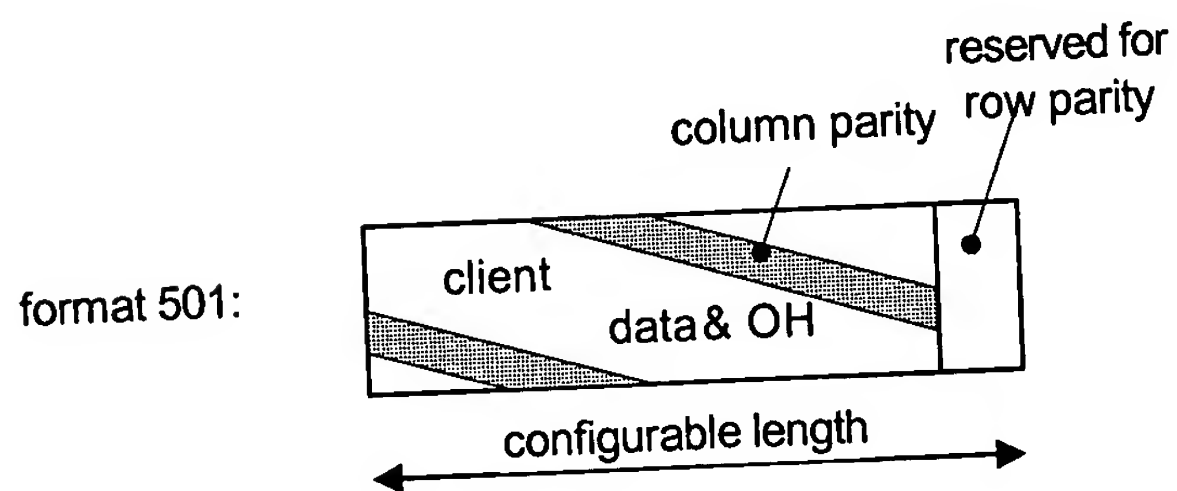 reserved for
row parity
column parity
client
data & OH
format 501:
configurable length